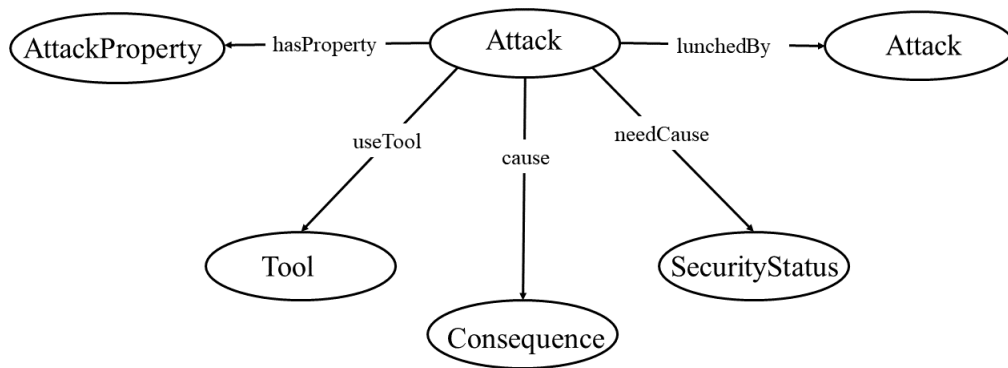 AttackProperty
hasProperty
Attack
lunchedBy
Attack
useTool
cause
needCause
Tool
Consequence
SecurityStatus